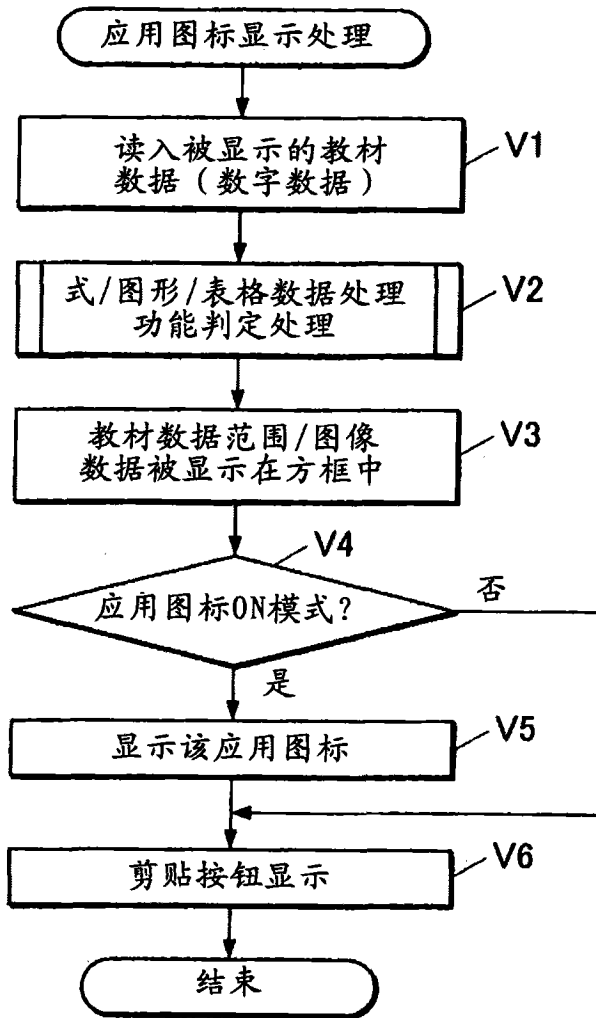 应用图标显示处理
读入被显示的教材
数据（数字数据）
V1
式/图形/表格数据处理
功能判定处理
V2
教材数据范围/图像
数据被显示在方框中
V3
V4
应用图标ON模式？
否
是
显示该应用图标
V5
剪贴按钮显示
V6
结束